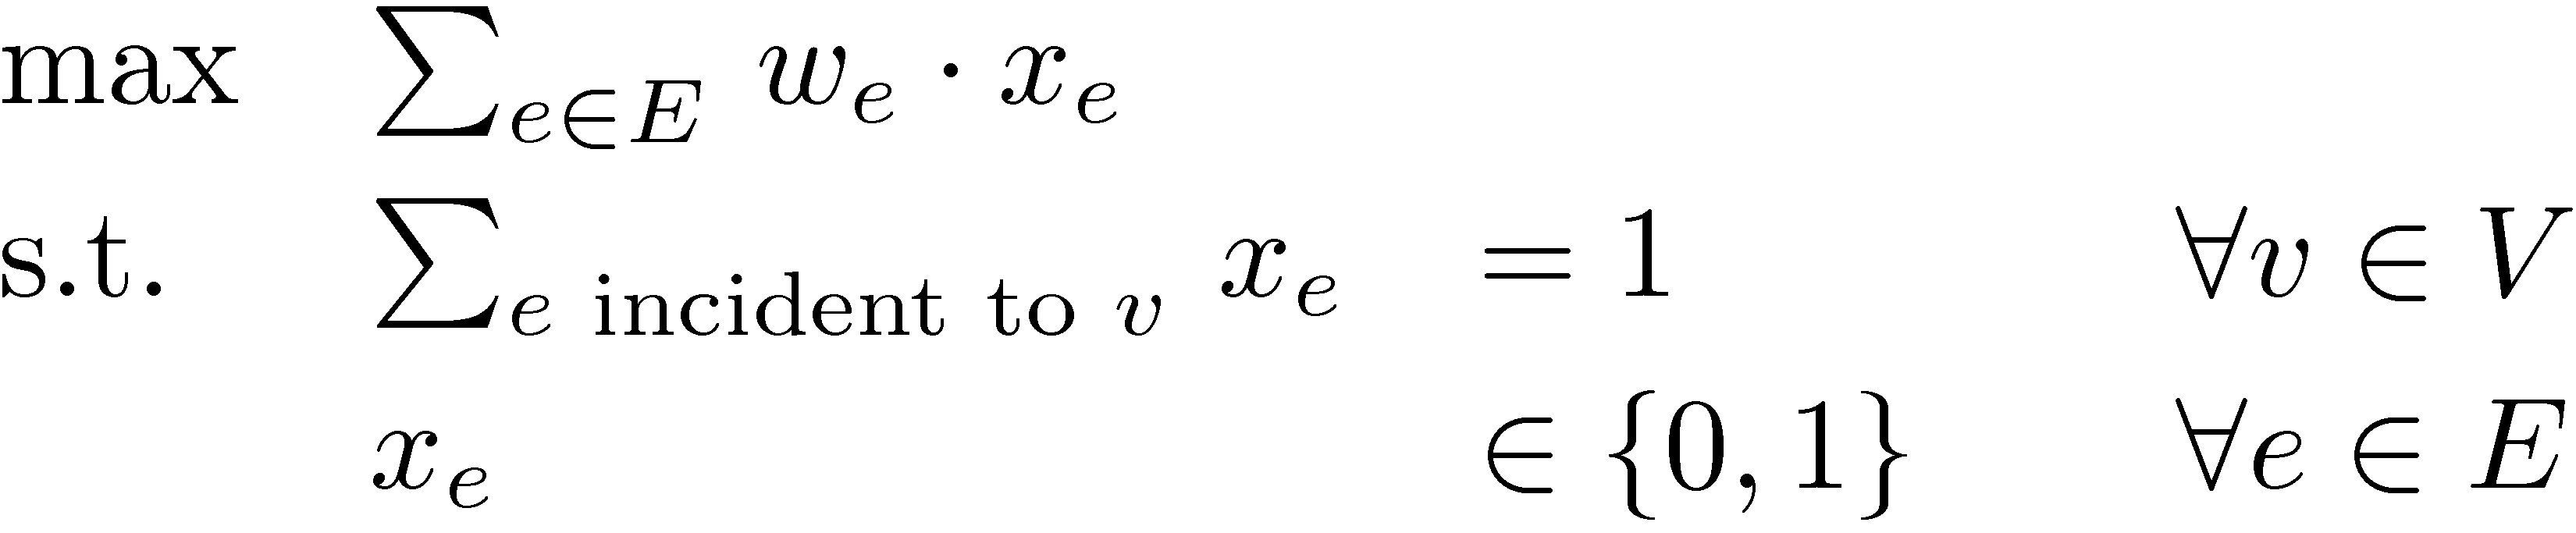 max ∑_{e∈E} w_e · x_e
s.t. ∑_{e incident to v} x_e = 1 ∀v ∈ V
x_e ∈ {0, 1} ∀e ∈ E